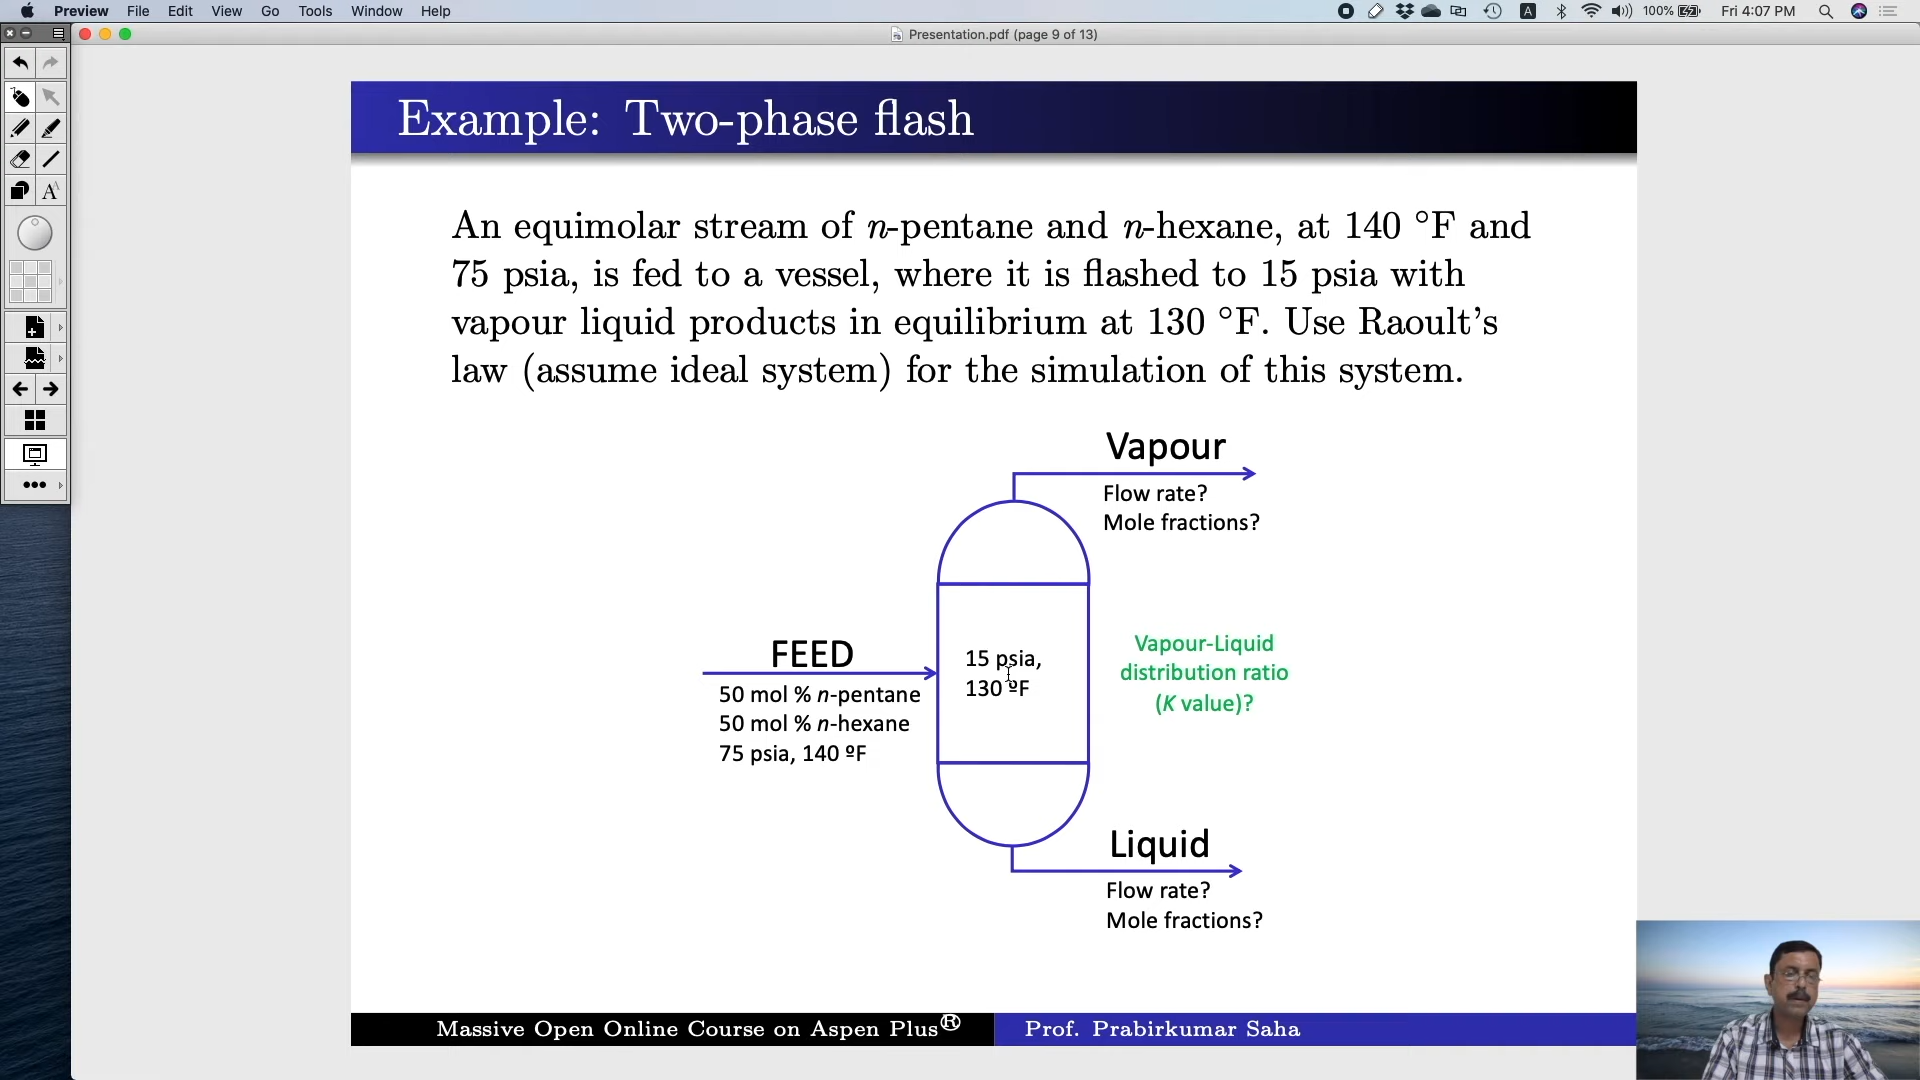 Preview File Edit View Go Tools Window Help
A 100% Fri 4:07 PM
Presentation.pdf (page 9 of 13)
Example: Two-phase flash
An equimolar stream of n-pentane and n-hexane, at 140 °F and
75 psia, is fed to a vessel, where it is flashed to 15 psia with
vapour liquid products in equilibrium at 130 °F. Use Raoult's
law (assume ideal system) for the simulation of this system.
Vapour
Flow rate?
Mole fractions?
FEED
50 mol % n-pentane
50 mol % n-hexane
75 psia, 140 ºF
15 psia,
130 ºF
Vapour-Liquid
distribution ratio
(K value)?
Liquid
Flow rate?
Mole fractions?
Massive Open Online Course on Aspen Plus® Prof. Prabirkumar Saha